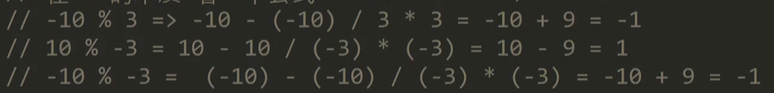 // -10 % 3 => -10 - (-10) / 3 * 3 = -10 + 9 = -1
// 10 % -3 = 10 - 10 / (-3) * (-3) = 10 - 9 = 1
// -10 % -3 =  (-10) - (-10) / (-3) * (-3) = -10 + 9 = -1